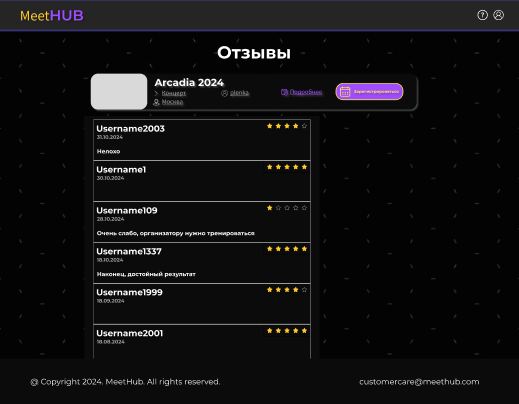 MeetHUB
Отзывы
Arcadia 2024
Концерт
plenka
Подробнее
Зарегистрироваться
Москва
Username2003
31.10.2024
Нелохо
Username1
30.10.2024
Username109
28.10.2024
Очень слабо, организатору нужно тренироваться
Username1337
18.10.2024
Наконец, достойный результат
Username1999
18.09.2024
Username2001
18.08.2024
@ Copyright 2024. MeetHub. All rights reserved.
customercare@meethub.com